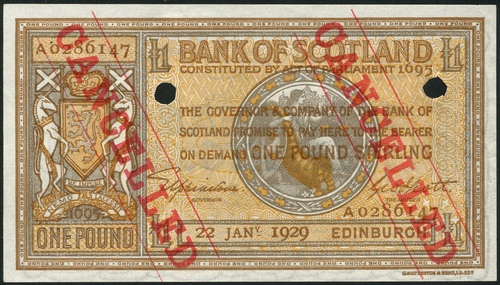 A0286147
£1
BANK OF SCOTLAND
£1
CONSTITUTED BY ACT OF PARLIAMENT 1695
THE GOVERNOR & COMPANY OF THE BANK OF
SCOTLAND PROMISE TO PAY HERE TO THE BEARER
ON DEMAND ONE POUND STERLING
GOVERNOR
TREASURER
A0286147
1695
ONE POUND
£1
22 JANY. 1929
EDINBURGH
£1
CANCELLED
CANCELLED